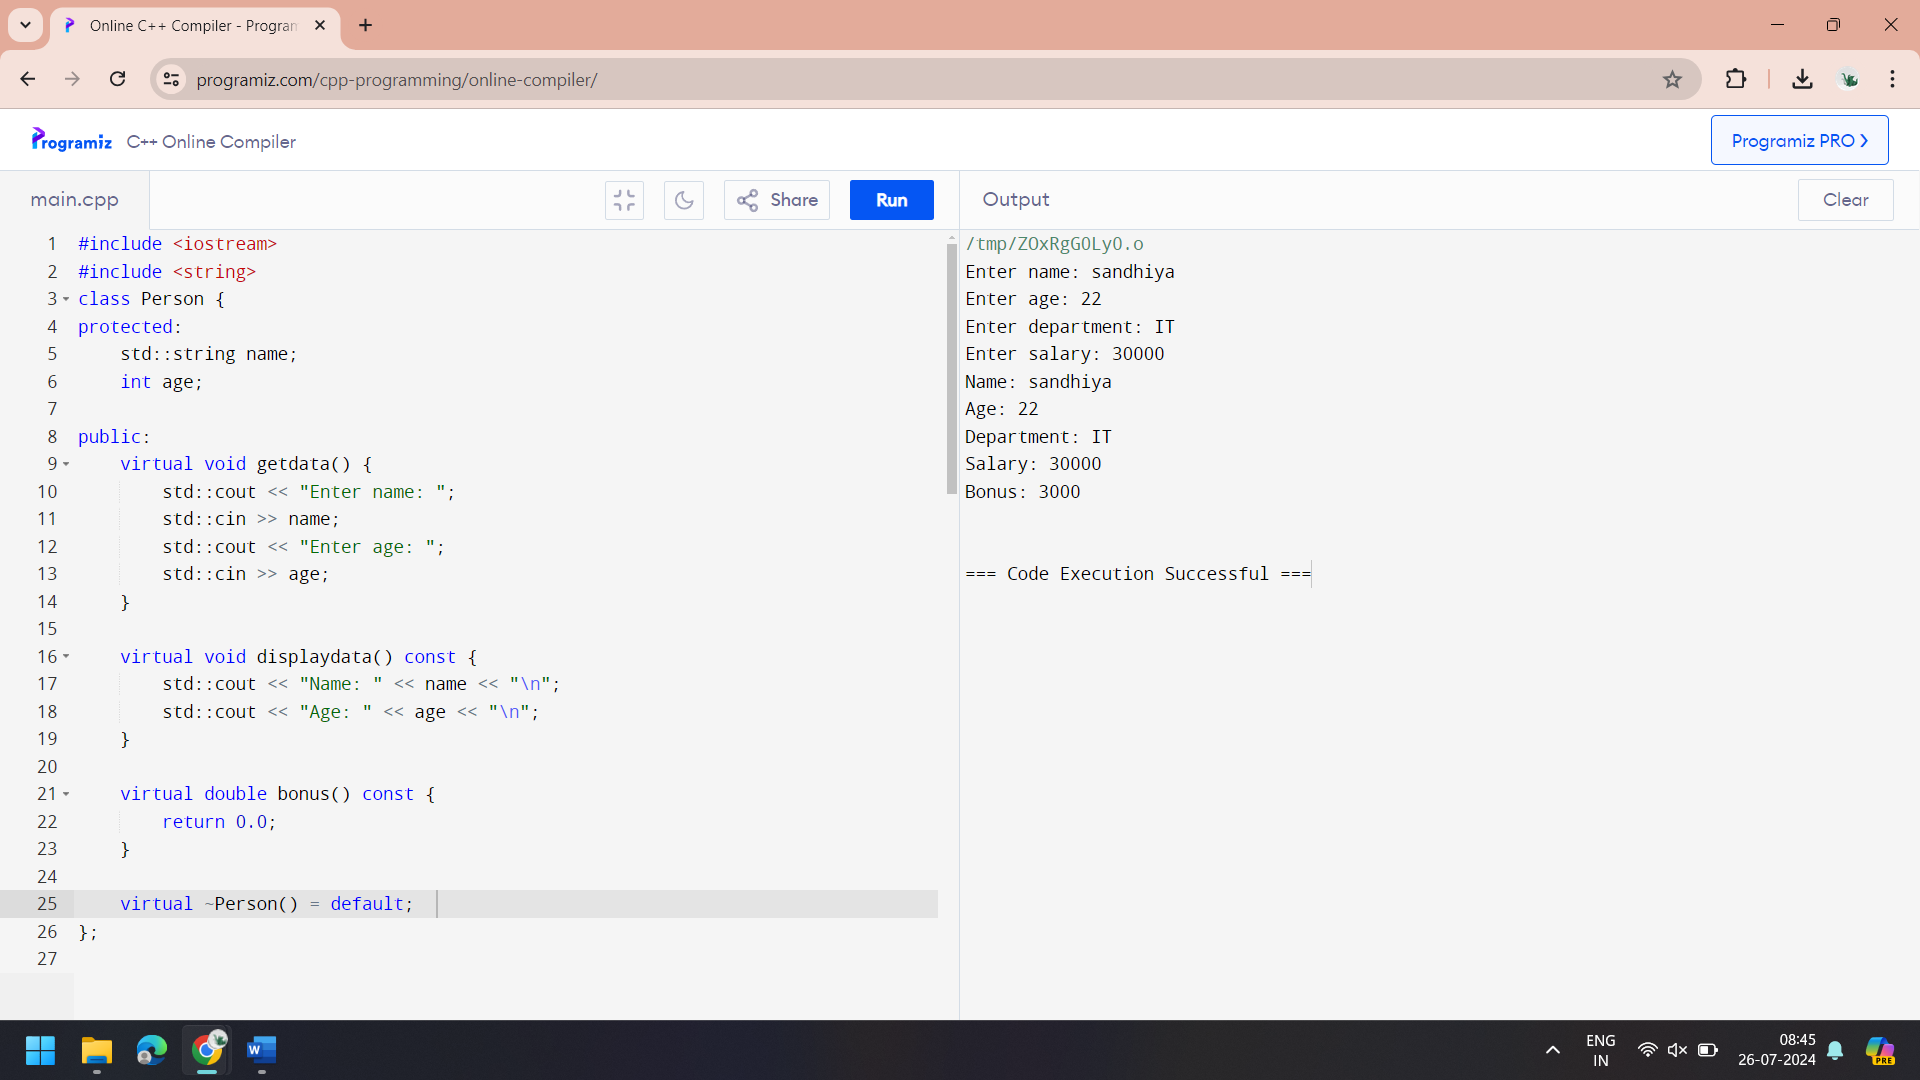 Online C++ Compiler - Program
programiz.com/cpp-programming/online-compiler/
Programiz C++ Online Compiler
Programiz PRO
main.cpp
Share
Run
Output
Clear
1 #include <iostream>
2 #include <string>
3 class Person {
4 protected:
5 std::string name;
6 int age;
7
8 public:
9 virtual void getdata() {
10 std::cout << "Enter name: ";
11 std::cin >> name;
12 std::cout << "Enter age: ";
13 std::cin >> age;
14 }
15
16 virtual void displaydata() const {
17 std::cout << "Name: " << name << "\n";
18 std::cout << "Age: " << age << "\n";
19 }
20
21 virtual double bonus() const {
22 return 0.0;
23 }
24
25 virtual ~Person() = default;
26 };
27
/tmp/ZOxRgG0LyO.o
Enter name: sandhiya
Enter age: 22
Enter department: IT
Enter salary: 30000
Name: sandhiya
Age: 22
Department: IT
Salary: 30000
Bonus: 3000
=== Code Execution Successful ===
W
ENG
IN
08:45
26-07-2024
PRE